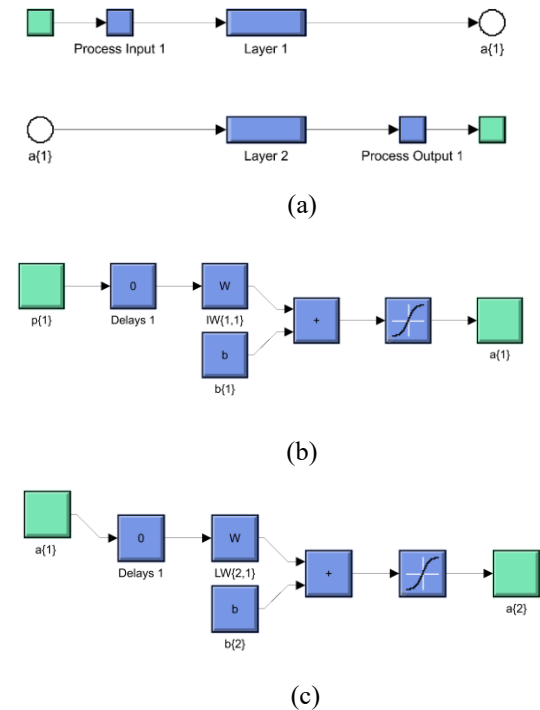 Process Input 1 Layer 1 a{1}
a{1} Layer 2 Process Output 1
(a)
0 W
p{1} Delays 1 IW{1,1} +
b a{1}
b{1}
(b)
0 W
a{1} Delays 1 LW{2,1} +
b a{2}
b{2}
(c)